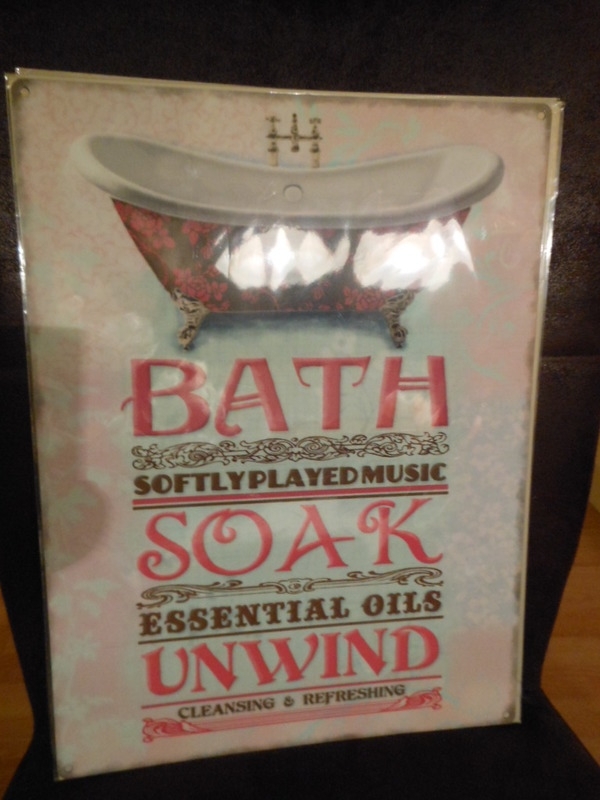 BATH
SOFTLY PLAYED MUSIC
SOAK
ESSENTIAL OILS
UNWIND
CLEANSING & REFRESHING